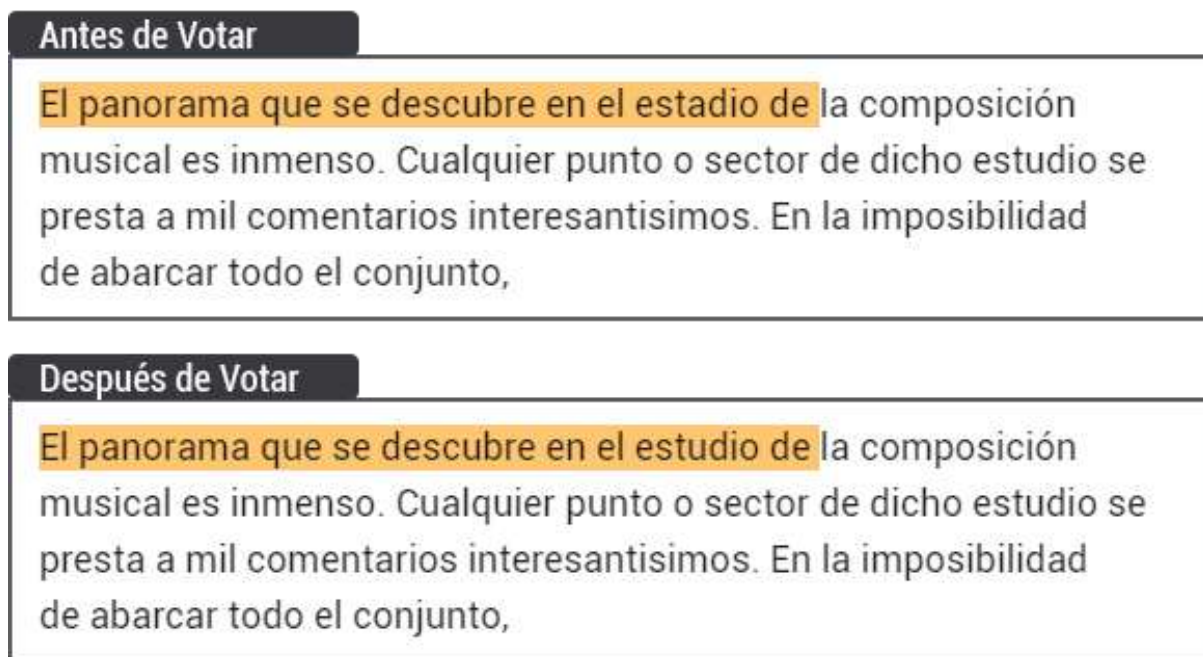 Antes de Votar
El panorama que se descubre en el estadio de la composición
musical es inmenso. Cualquier punto o sector de dicho estudio se
presta a mil comentarios interesantisimos. En la imposibilidad
de abarcar todo el conjunto,
Después de Votar
El panorama que se descubre en el estudio de la composición
musical es inmenso. Cualquier punto o sector de dicho estudio se
presta a mil comentarios interesantisimos. En la imposibilidad
de abarcar todo el conjunto,